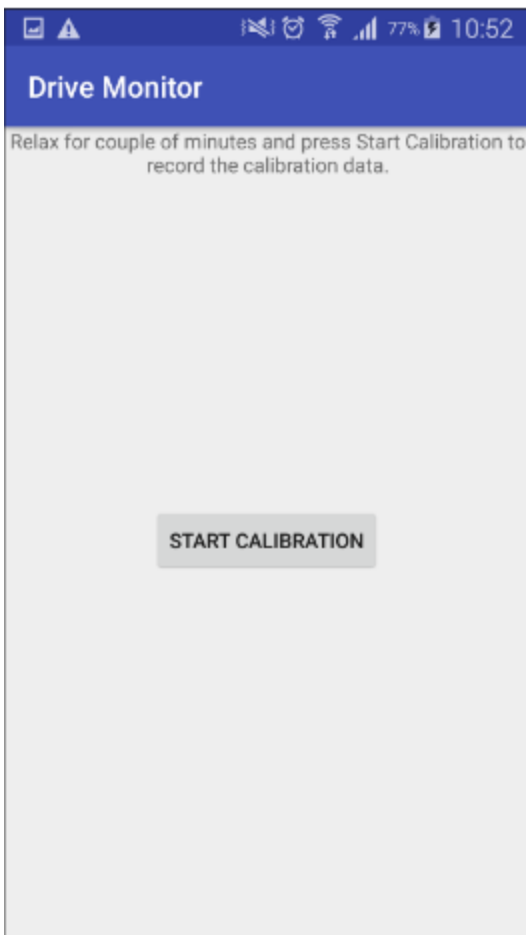 77% 10:52
Drive Monitor
Relax for couple of minutes and press Start Calibration to
record the calibration data.
START CALIBRATION